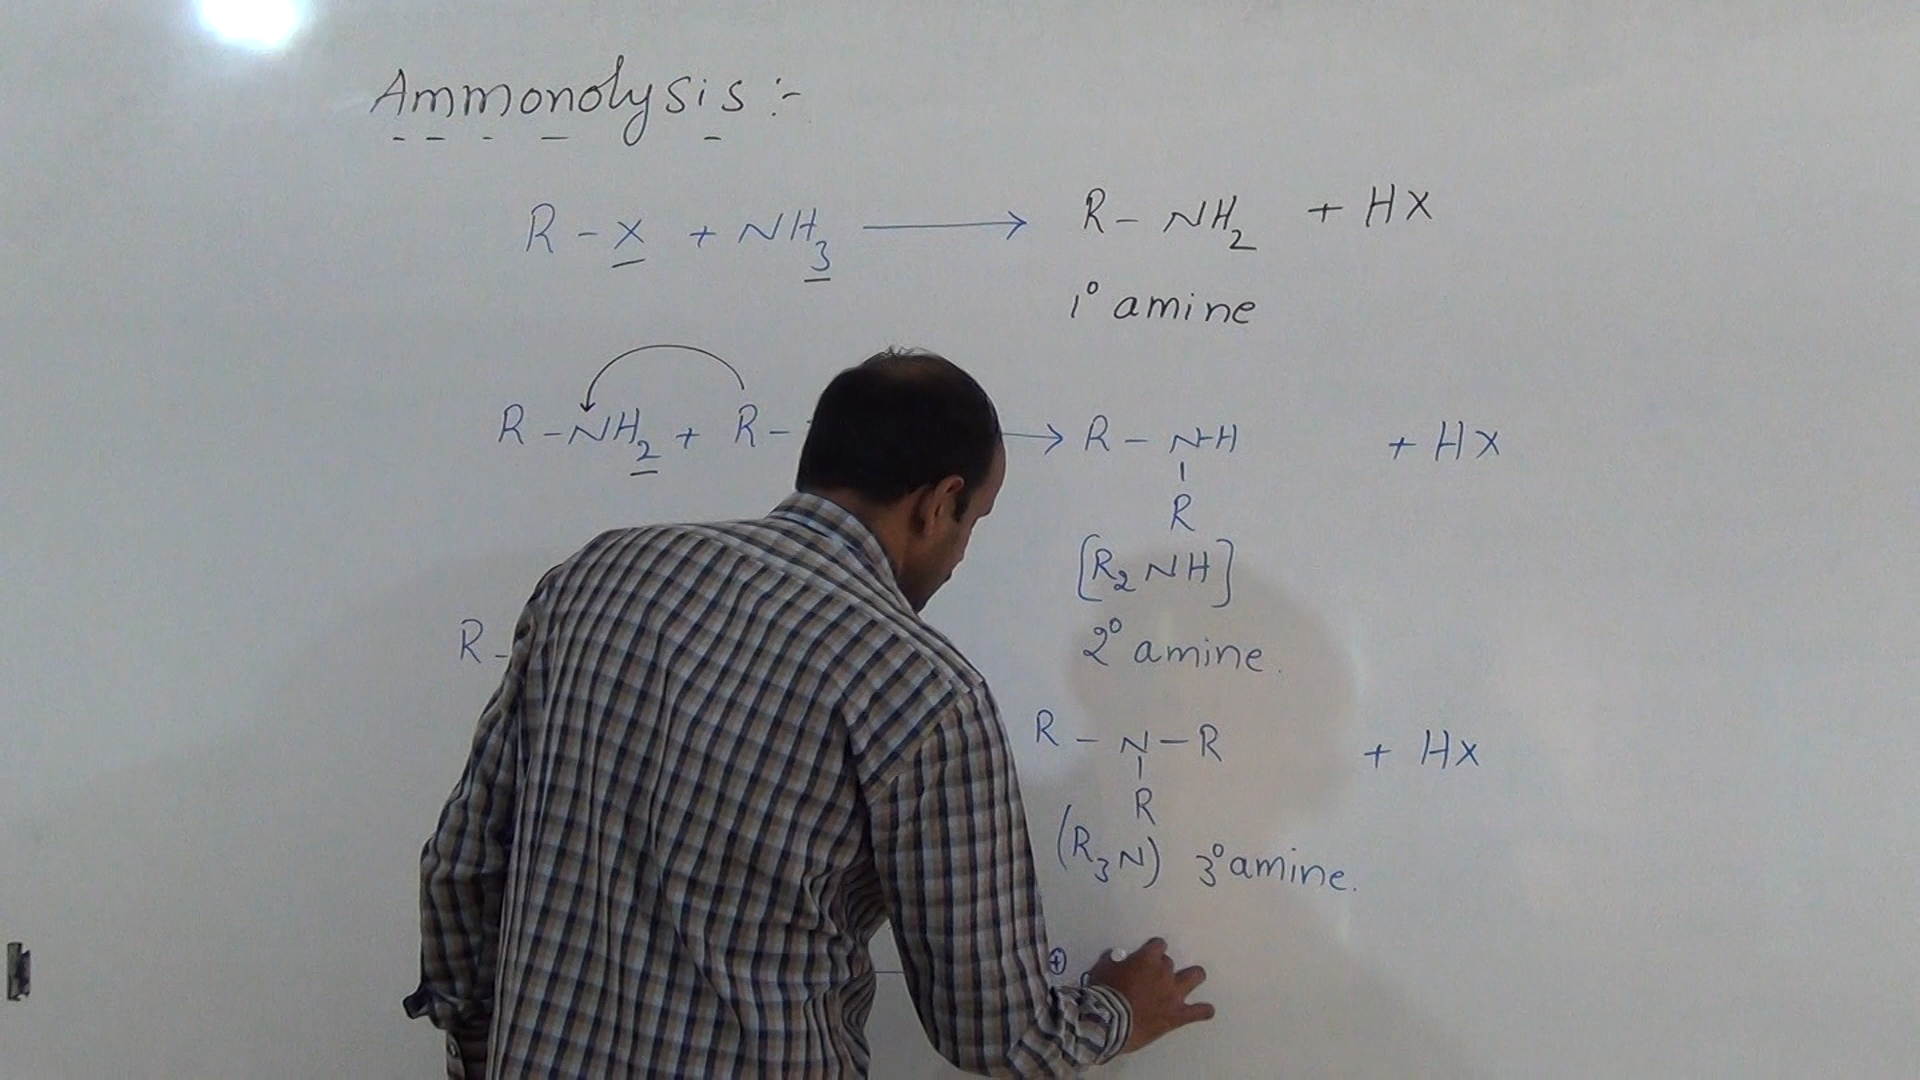 Ammonolysis :-
R - X + NH3 → R - NH2 + HX
1° amine
R - NH2 + R - → R - NH + HX
R
[R2NH]
R - 2° amine.
R - N - R + HX
R
(R3N) 3° amine.
⊕